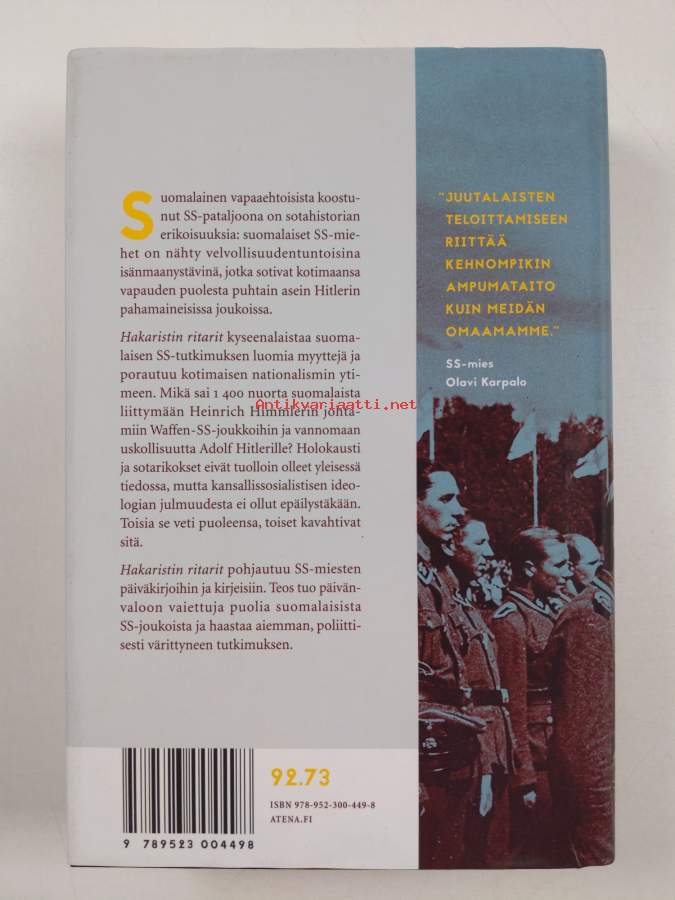 Suomalainen vapaaehtoisista koostu-
nut SS-pataljoona on sotahistorian
erikoisuuksia: suomalaiset SS-mie-
het on nähty velvollisuudentuntoisina
isänmaanystävinä, jotka sotivat kotimaansa
vapauden puolesta puhtain asein Hitlerin
pahamaineisissa joukoissa.
Hakaristin ritarit kyseenalaistaa suoma-
laisen SS-tutkimuksen luomia myyttejä ja
porautuu kotimaisen nationalismin yti-
meen. Mikä sai 1 400 nuorta suomalaista
liittymään Heinrich Himmlerin johta-
miin Waffen-SS-joukkoihin ja vannomaan
uskollisuutta Adolf Hitlerille? Holokausti
ja sotarikokset eivät tuolloin olleet yleisessä
tiedossa, mutta kansallissosialistisen ideo-
logian julmuudesta ei ollut epäilystäkään.
Toisia se veti puoleensa, toiset kavahtivat
sitä.
Hakaristin ritarit pohjautuu SS-miesten
päiväkirjoihin ja kirjeisiin. Teos tuo päivän-
valoon vaiettuja puolia suomalaisista
SS-joukoista ja haastaa aiemman, poliitti-
sesti värittyneen tutkimuksen.
"JUUTALAISTEN
TELOITTAMISEEN
RIITTÄÄ
KEHNOMPIKIN
AMPUMATAITO
KUIN MEIDÄN
OMAAMAMME."
SS-mies
Olavi Karpalo
Antikvariaatti.net
92.73
ISBN 978-952-300-449-8
ATENA.FI
9 789523 004498